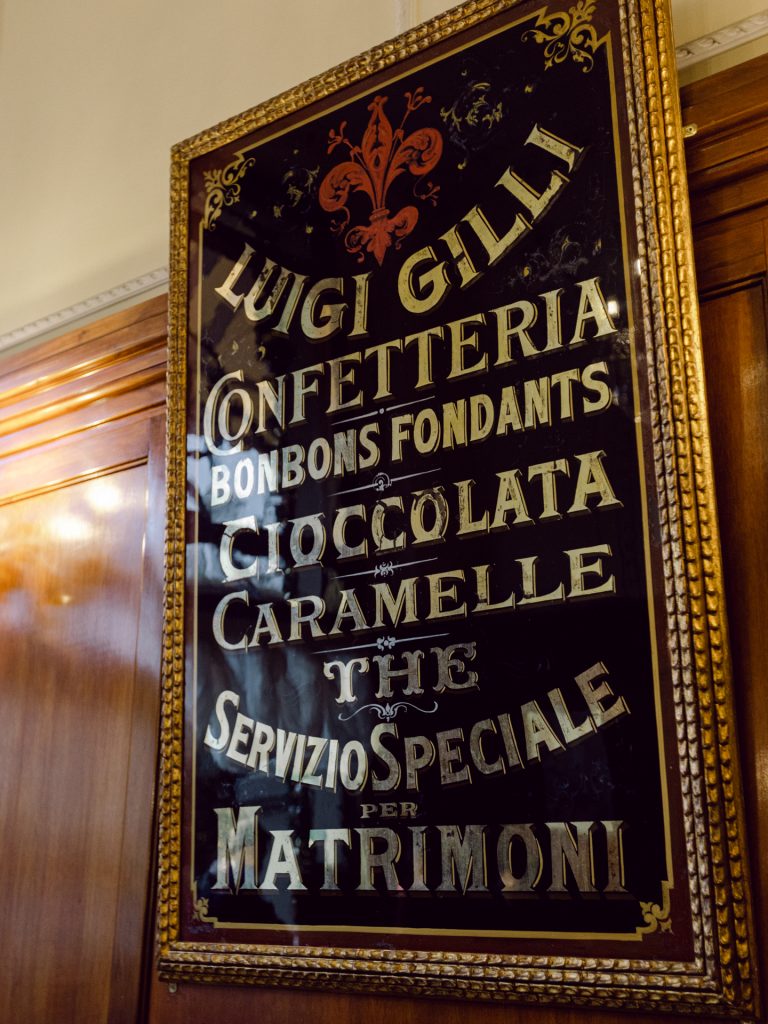 LUIGI GILLI
CONFETTERIA
BONBONS FONDANTS
CIOCCOLATA
CARAMELLE
THE
SERVIZIO SPECIALE
PER
MATRIMONI